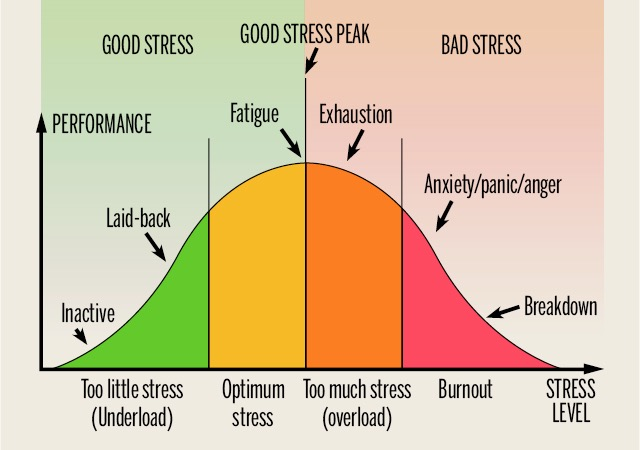 GOOD STRESS
GOOD STRESS PEAK
BAD STRESS
PERFORMANCE
Fatigue
Exhaustion
Anxiety/panic/anger
Laid-back
Inactive
Breakdown
Too little stress
(Underload)
Optimum
stress
Too much stress
(overload)
Burnout
STRESS
LEVEL